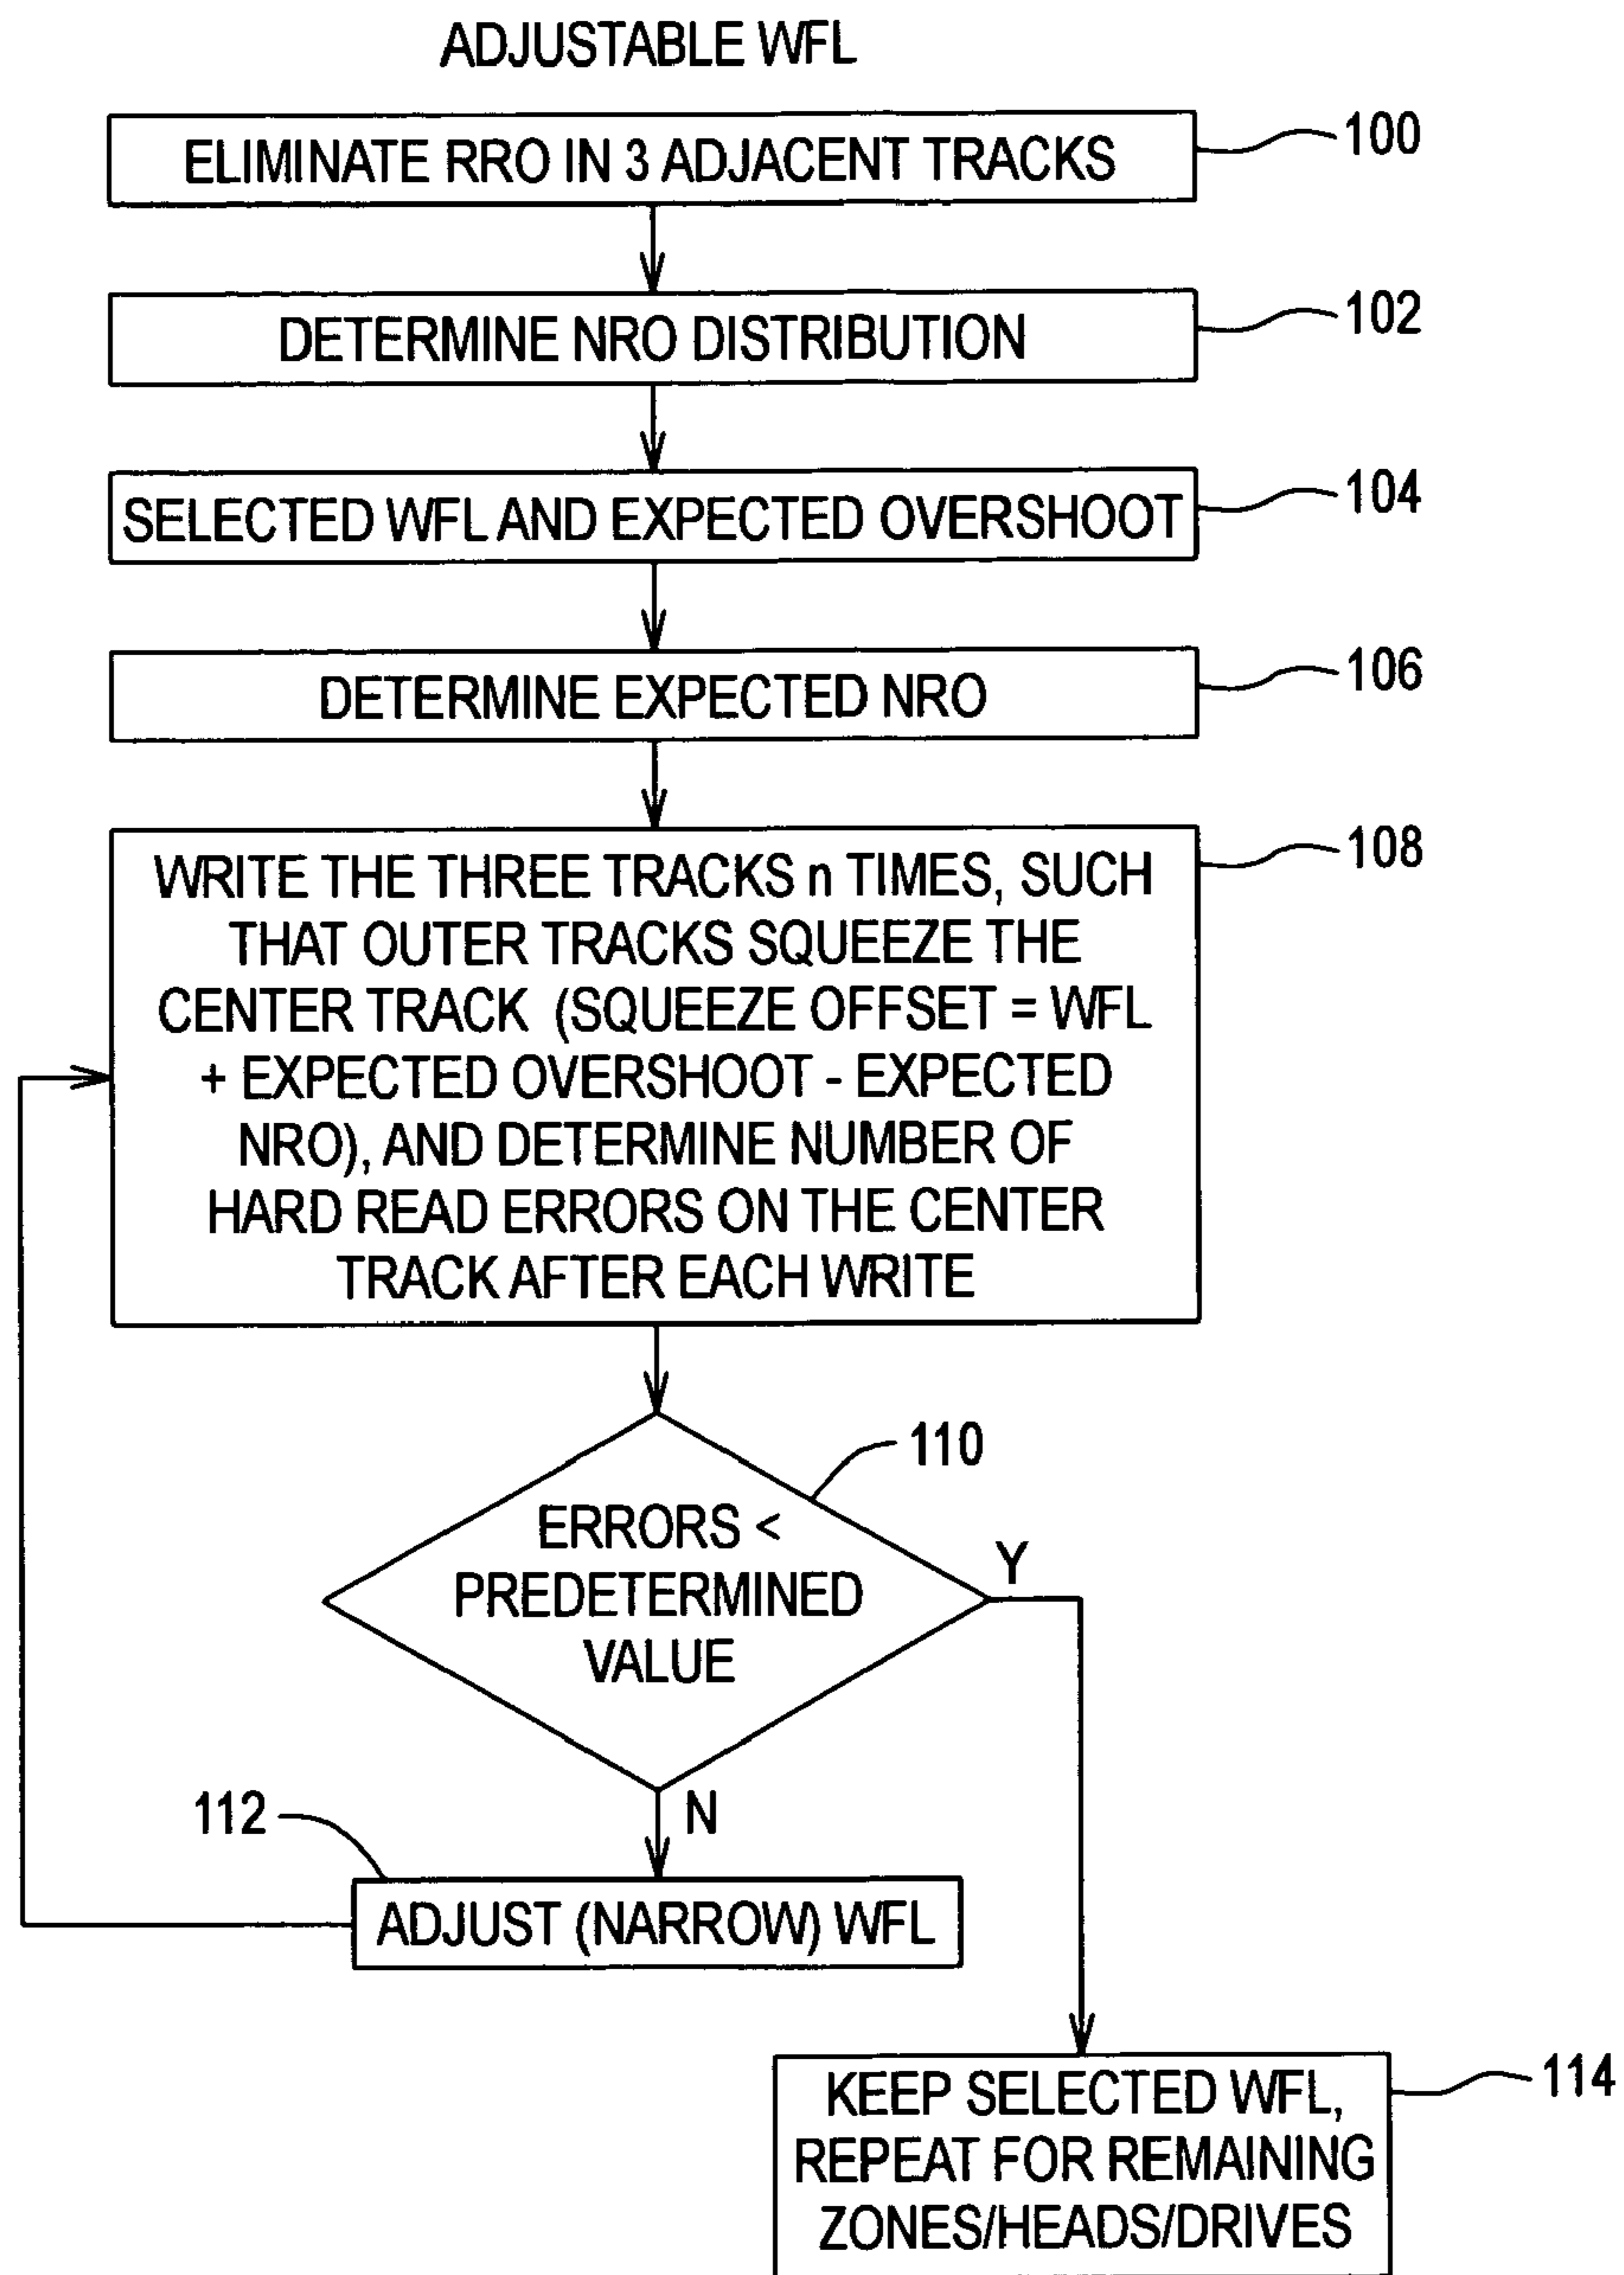 ADJUSTABLE WFL
ELIMINATE RRO IN 3 ADJACENT TRACKS
100
DETERMINE NRO DISTRIBUTION
102
SELECTED WFL AND EXPECTED OVERSHOOT
104
DETERMINE EXPECTED NRO
106
WRITE THE THREE TRACKS n TIMES, SUCH
THAT OUTER TRACKS SQUEEZE THE
CENTER TRACK (SQUEEZE OFFSET = WFL
+ EXPECTED OVERSHOOT - EXPECTED
NRO), AND DETERMINE NUMBER OF
HARD READ ERRORS ON THE CENTER
TRACK AFTER EACH WRITE
108
110
ERRORS <
PREDETERMINED
VALUE
Y
N
112
ADJUST (NARROW) WFL
KEEP SELECTED WFL,
REPEAT FOR REMAINING
ZONES/HEADS/DRIVES
114